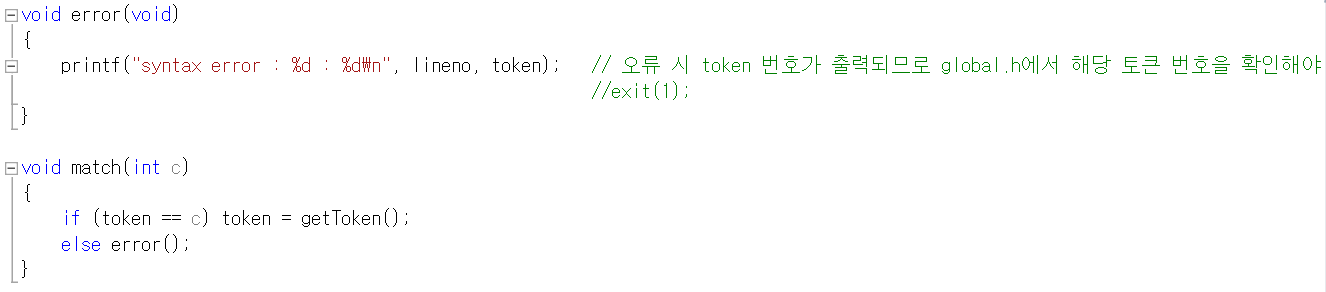 void error(void)
{
    printf("syntax error : %d : %d₩n", lineno, token);   // 오류 시 token 번호가 출력되므로 global.h에서 해당 토큰 번호을 확인해야
//exit(1);
}
void match(int c)
{
    if (token == c) token = getToken();
    else error();
}